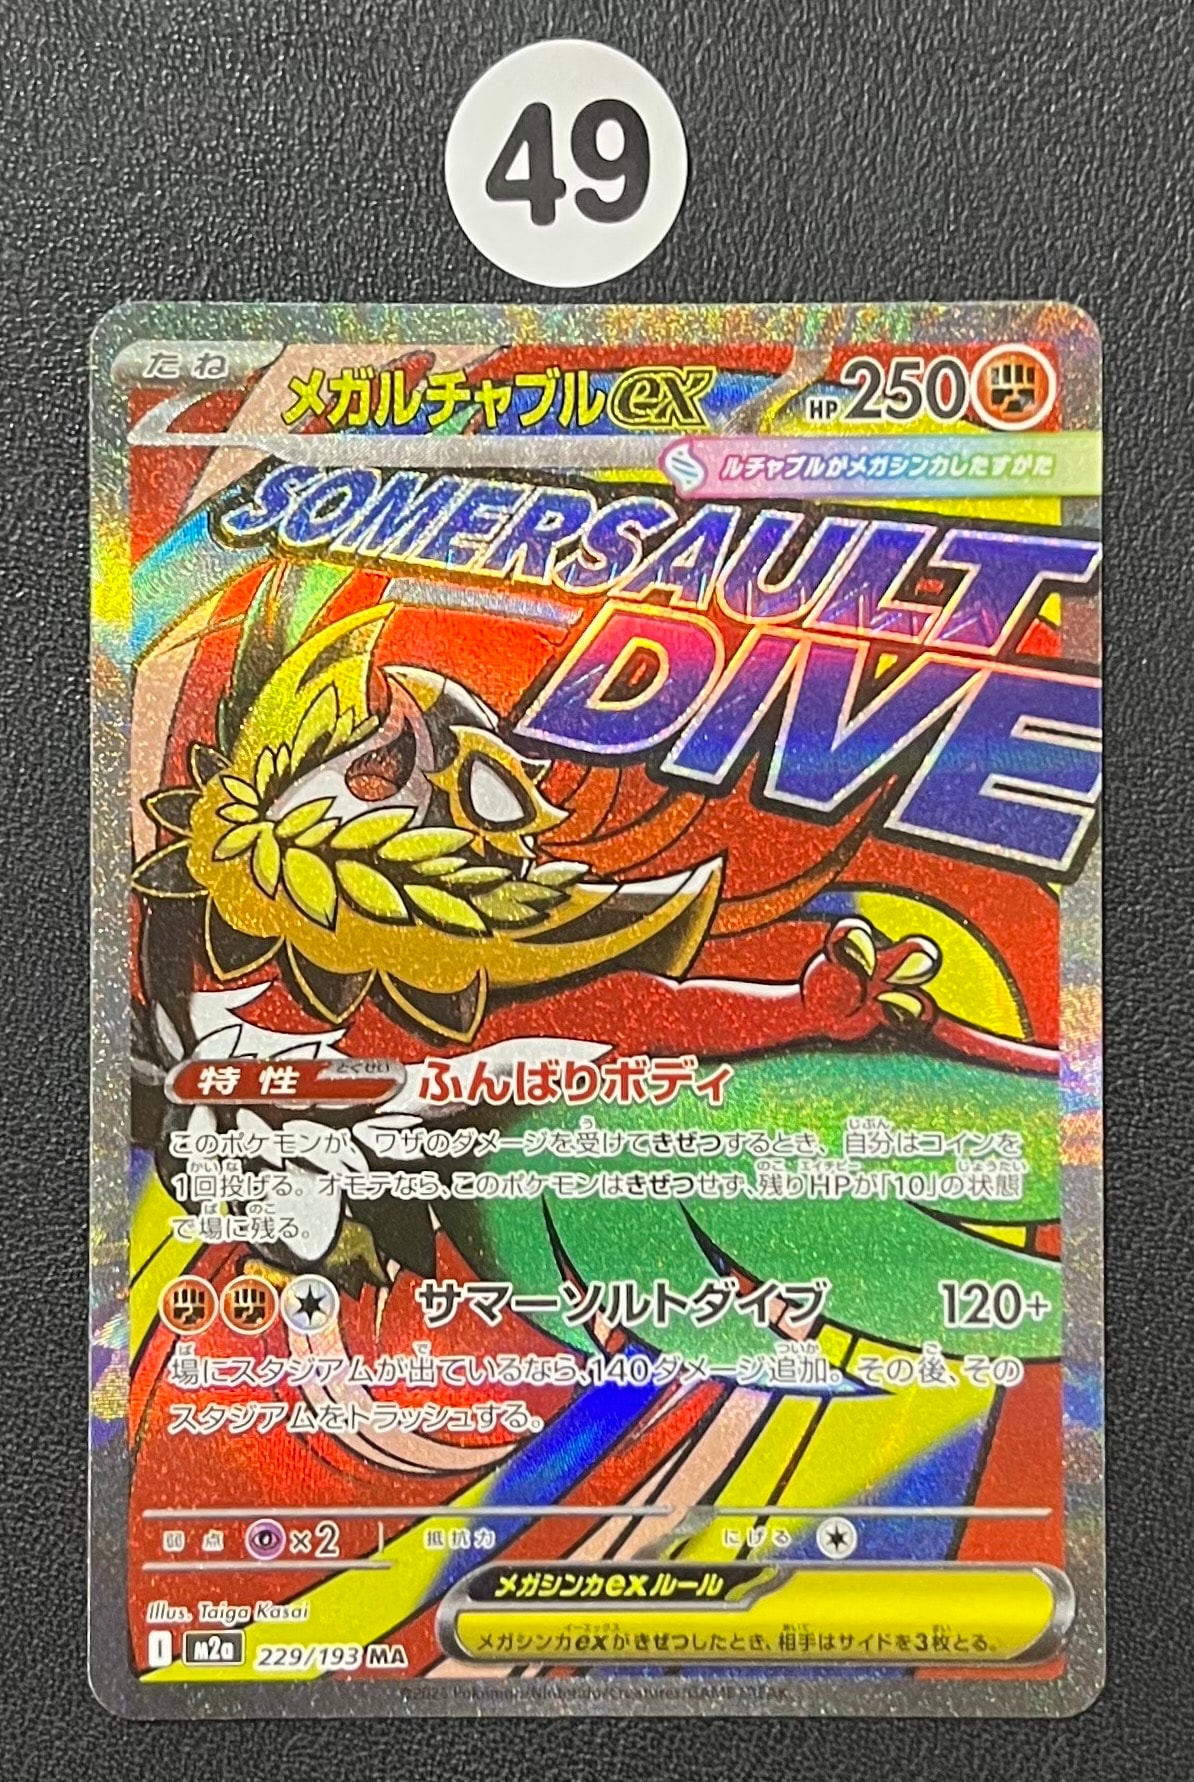 49
たね
メガルチャブルex HP 250
ルチャブルがメガシンカしたすがた
SOMERSAULT
DIVE
特性 とくせい ふんばりボディ
このポケモンが、ワザのダメージを受けてきぜつするとき、自分はコインを
1回投げる。オモテなら、このポケモンはきぜつせず、残りHPが「10」の状態
で場に残る。
サマーソルトダイブ 120+
場にスタジアムが出ているなら、140ダメージ追加。その後、その
スタジアムをトラッシュする。
弱点 ×2 抵抗力 にげる
メガシンカexルール
メガシンカexがきぜつしたとき、相手はサイドを3枚とる。
Illus. Taiga Kasai
I M2a 229/193 MA
Pokémon/Nintendo/Creatures/GAME FREAK